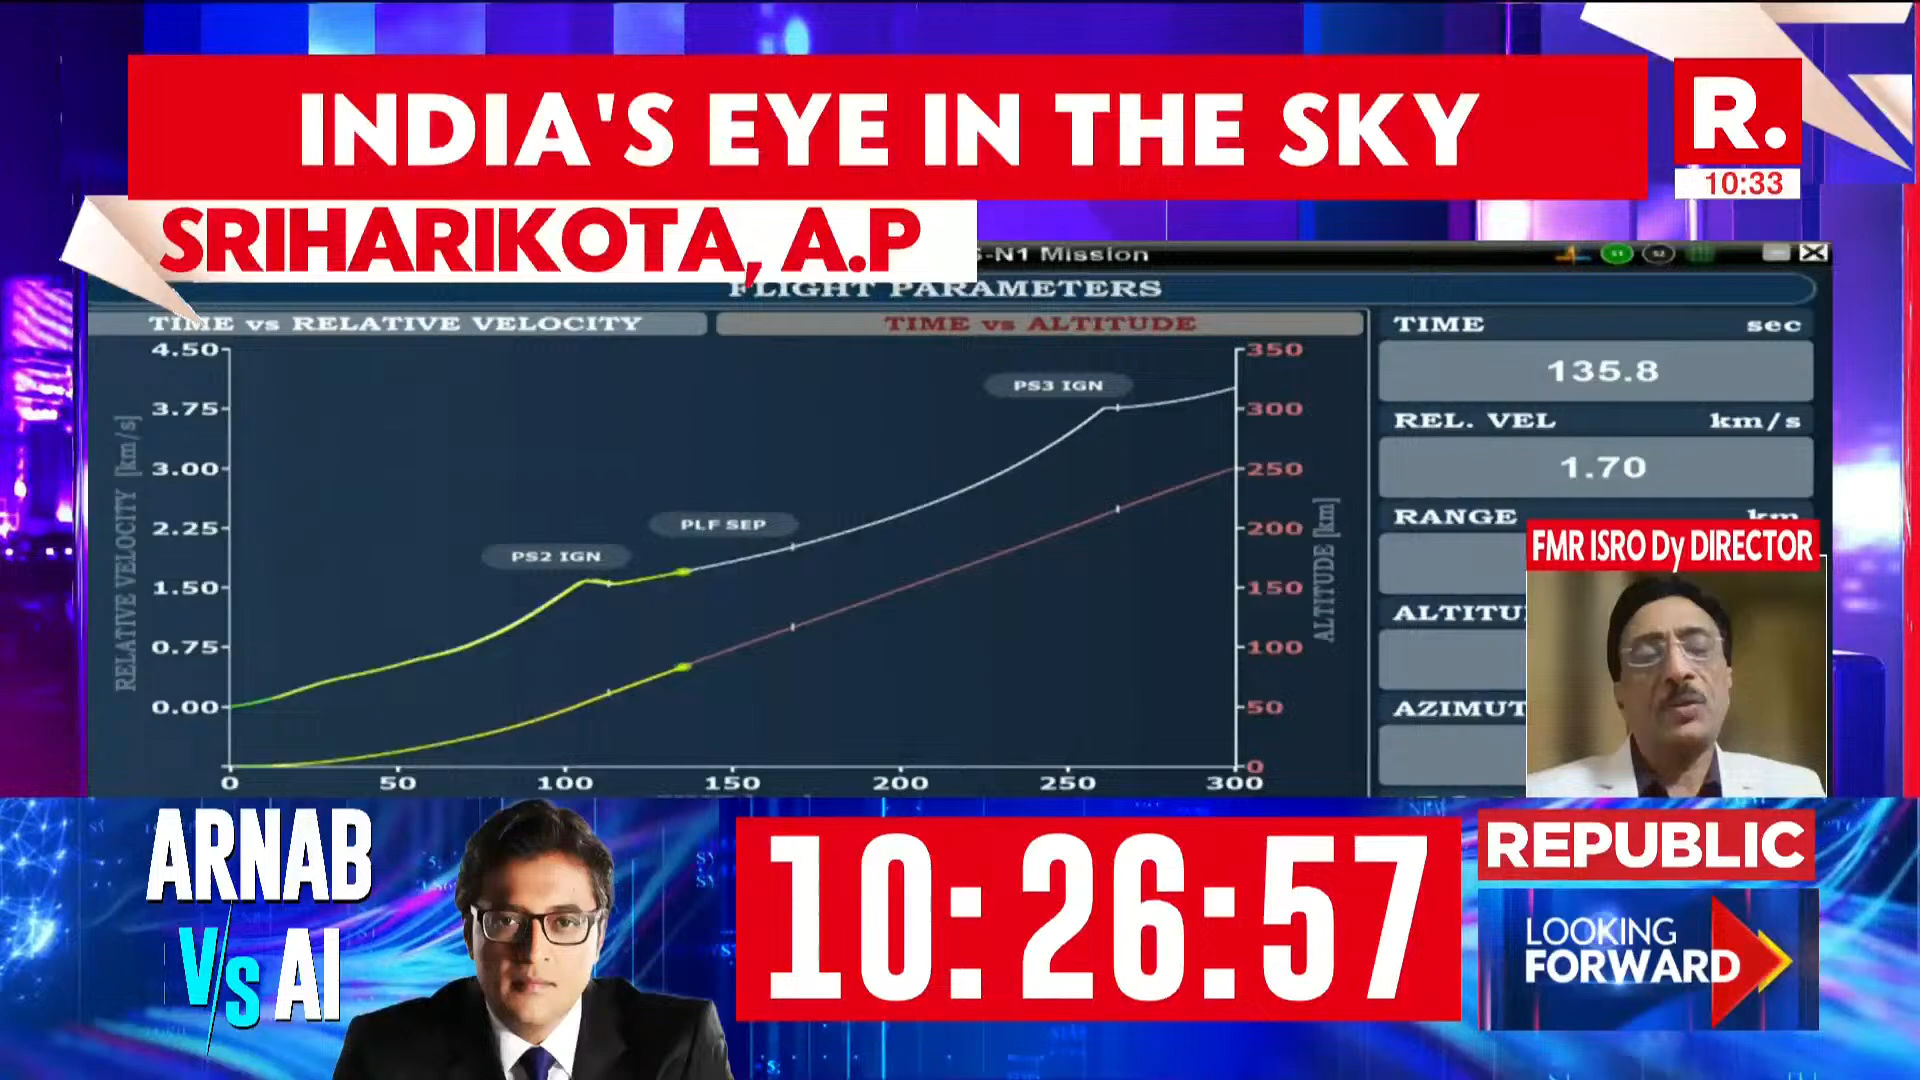 INDIA'S EYE IN THE SKY
R.
10:33
SRIHARIKOTA, A.P
-N1 Mission
S1
S2
FLIGHT PARAMETERS
TIME vs RELATIVE VELOCITY
TIME vs ALTITUDE
TIME sec
135.8
REL. VEL km/s
1.70
RANGE km
ALTITU
AZIMUT
4.50
3.75
3.00
2.25
1.50
0.75
0.00
RELATIVE VELOCITY [km/s]
PS2 IGN
PLF SEP
PS3 IGN
350
300
250
200
150
100
50
0
ALTITUDE [km]
0 50 100 150 200 250 300
FMR ISRO Dy DIRECTOR
ARNAB
Vs AI
10:26:57
REPUBLIC
LOOKING
FORWARD